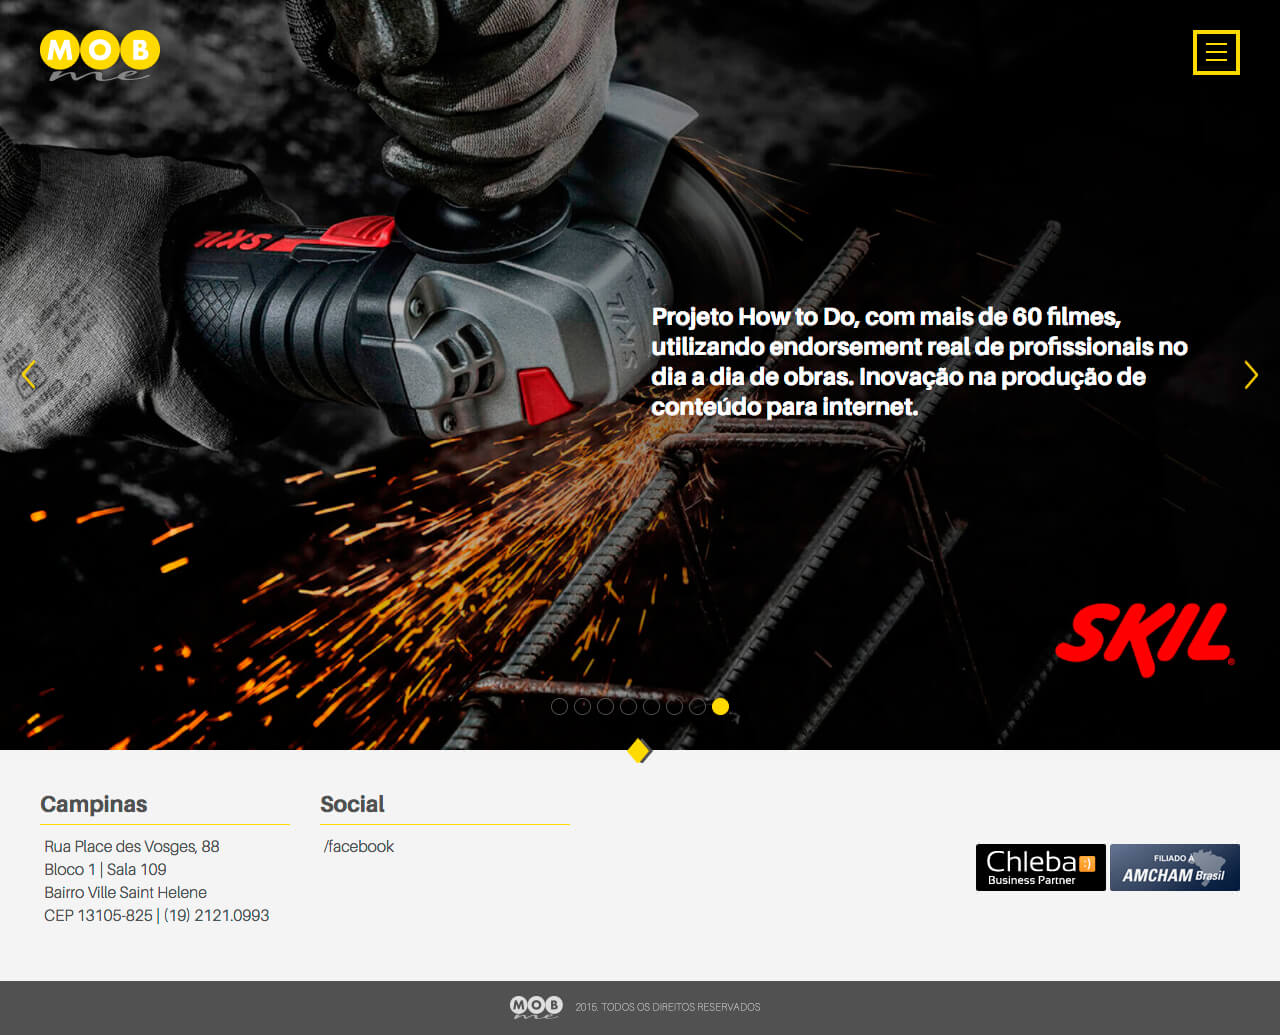 MOB
me
SKIL
SKIL
Projeto How to Do, com mais de 60 filmes,
utilizando endorsement real de profissionais no
dia a dia de obras. Inovação na produção de
conteúdo para internet.
SKIL
Campinas
Rua Place des Vosges, 88
Bloco 1 | Sala 109
Bairro Ville Saint Helene
CEP 13105-825 | (19) 2121.0993
Social
/facebook
Chleba :)
Business Partner
FILIADO À
AMCHAM Brasil
MOB
me
2015. TODOS OS DIREITOS RESERVADOS